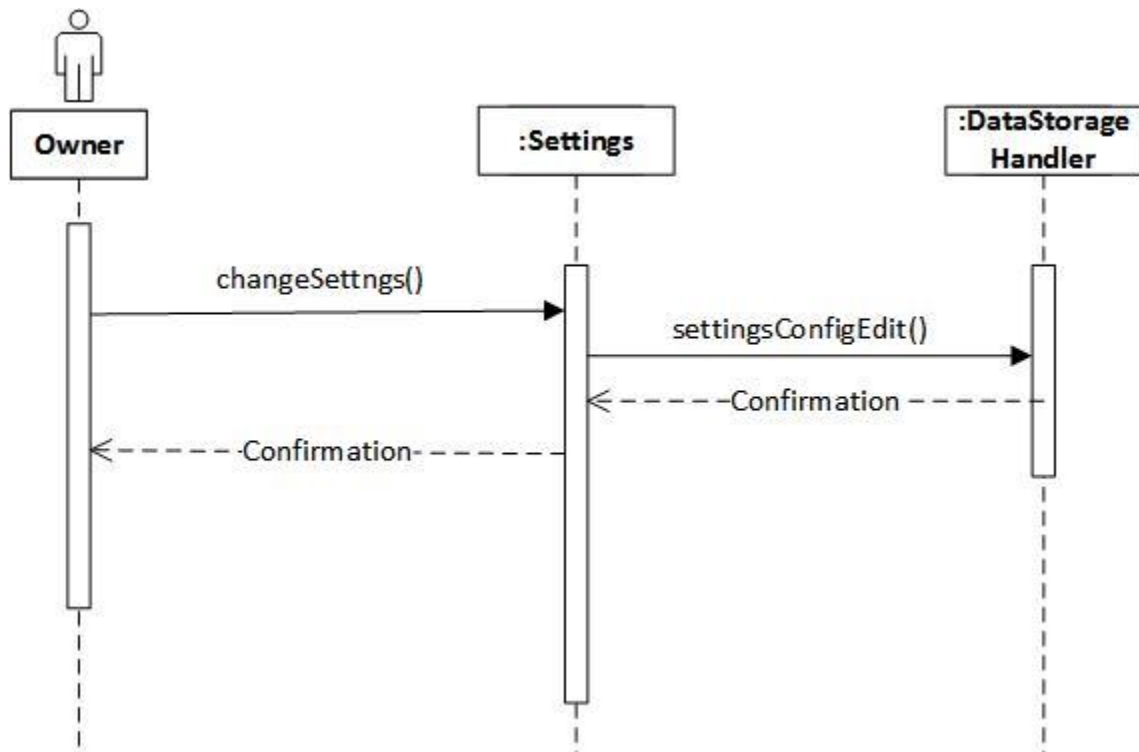 Owner
:Settings
:DataStorage
Handler
changeSettngs()
settingsConfigEdit()
Confirmation
Confirmation